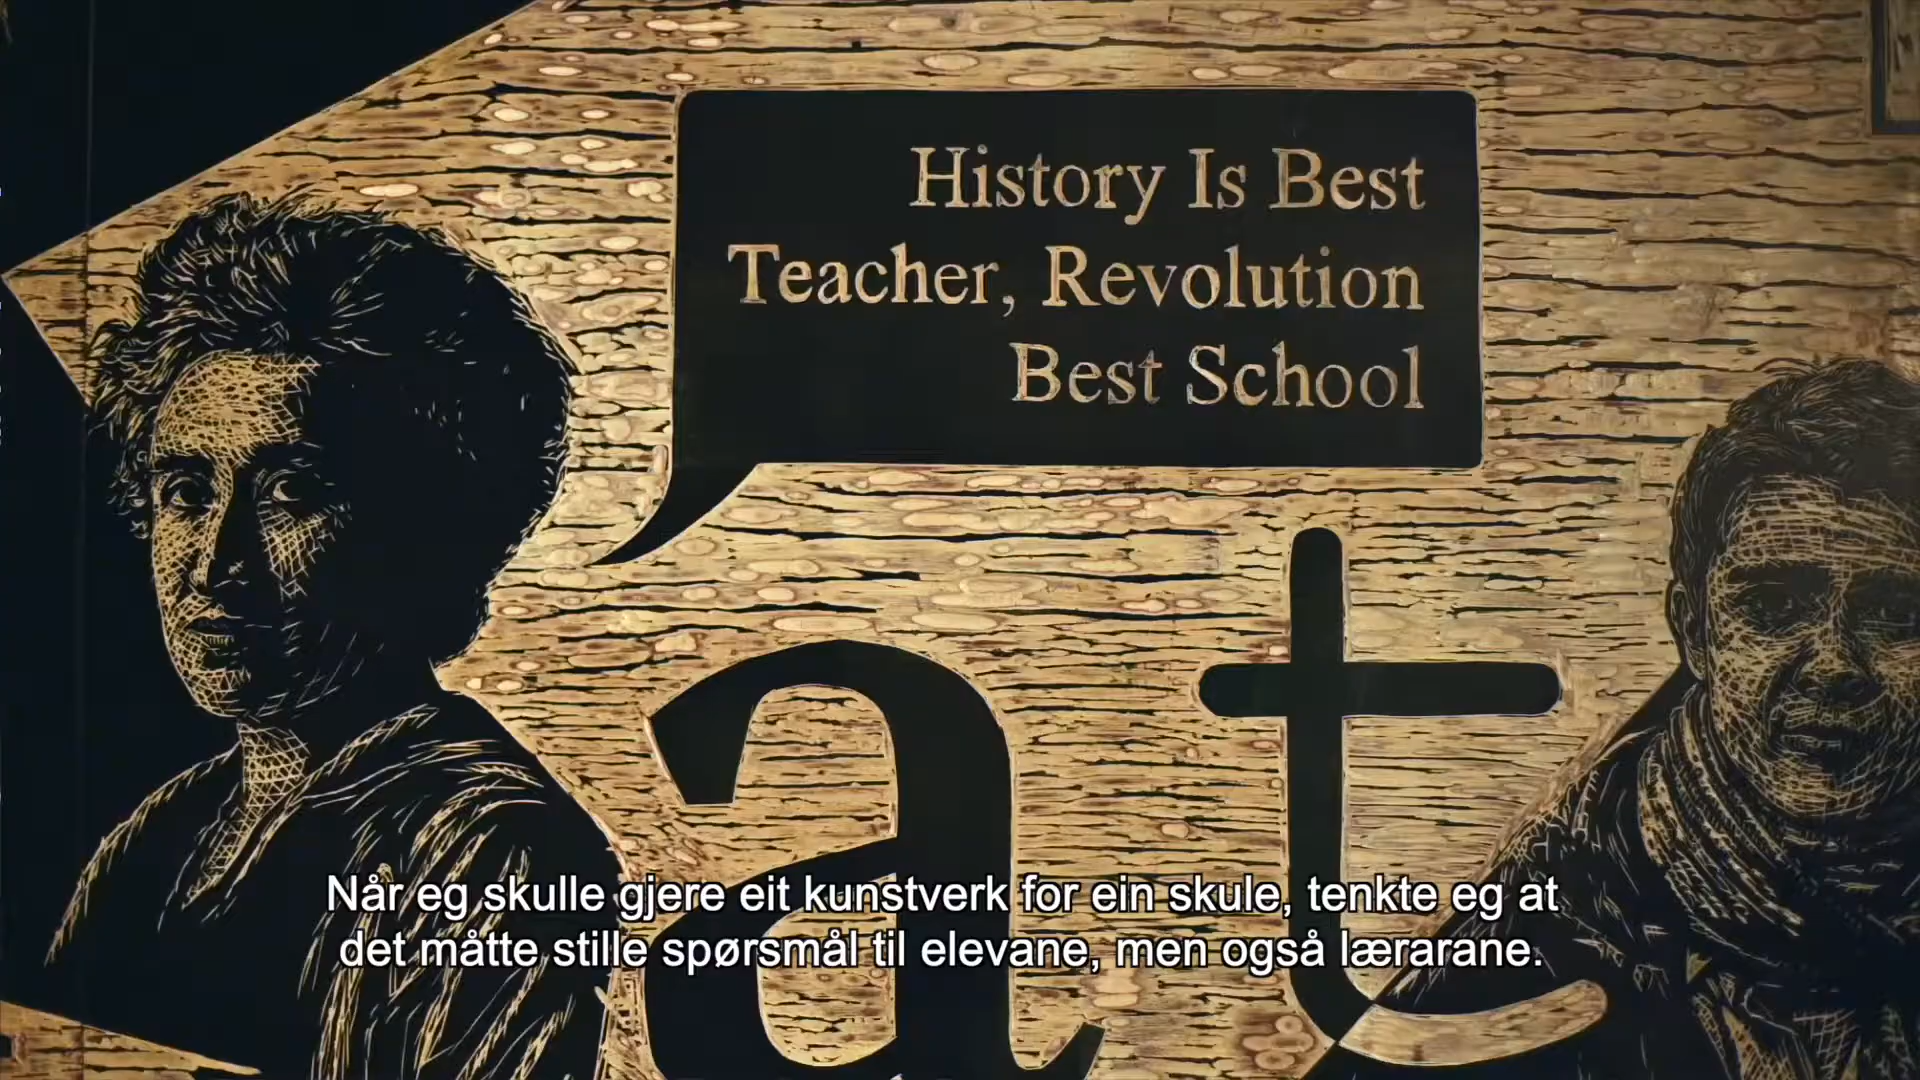 History Is Best
Teacher, Revolution
Best School
at
Når eg skulle gjere eit kunstverk for ein skule, tenkte eg at
det måtte stille spørsmål til elevane, men også lærarane.